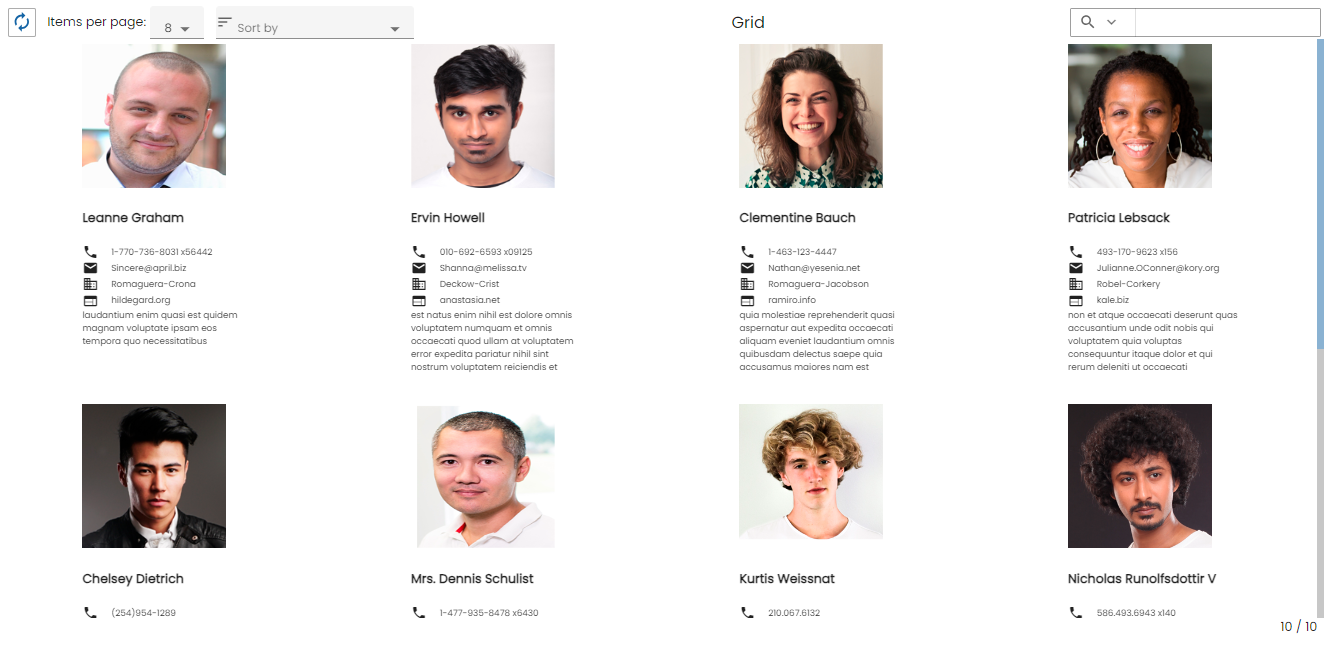 Items per page:
8
Sort by
Grid
Leanne Graham
1-770-736-8031 x56442
Sincere@april.biz
Romaguera-Crona
hildegard.org
laudantium enim quasi est quidem
magnam voluptate ipsam eos
tempora quo necessitatibus
Ervin Howell
010-692-6593 x09125
Shanna@melissa.tv
Deckow-Crist
anastasia.net
est natus enim nihil est dolore omnis
voluptatem numquam et omnis
occaecati quod ullam at voluptatem
error expedita pariatur nihil sint
nostrum voluptatem reiciendis et
Clementine Bauch
1-463-123-4447
Nathan@yesenia.net
Romaguera-Jacobson
ramiro.info
quia molestiae reprehenderit quasi
aspernatur aut expedita occaecati
aliquam eveniet laudantium omnis
quibusdam delectus saepe quia
accusamus maiores nam est
Patricia Lebsack
493-170-9623 x156
Julianne.OConner@kory.org
Robel-Corkery
kale.biz
non et atque occaecati deserunt quas
accusantium unde odit nobis qui
voluptatem quia voluptas
consequuntur itaque dolor et qui
rerum deleniti ut occaecati
Chelsey Dietrich
(254)954-1289
Mrs. Dennis Schulist
1-477-935-8478 x6430
Kurtis Weissnat
210.067.6132
Nicholas Runolfsdottir V
586.493.6943 x140
10 / 10